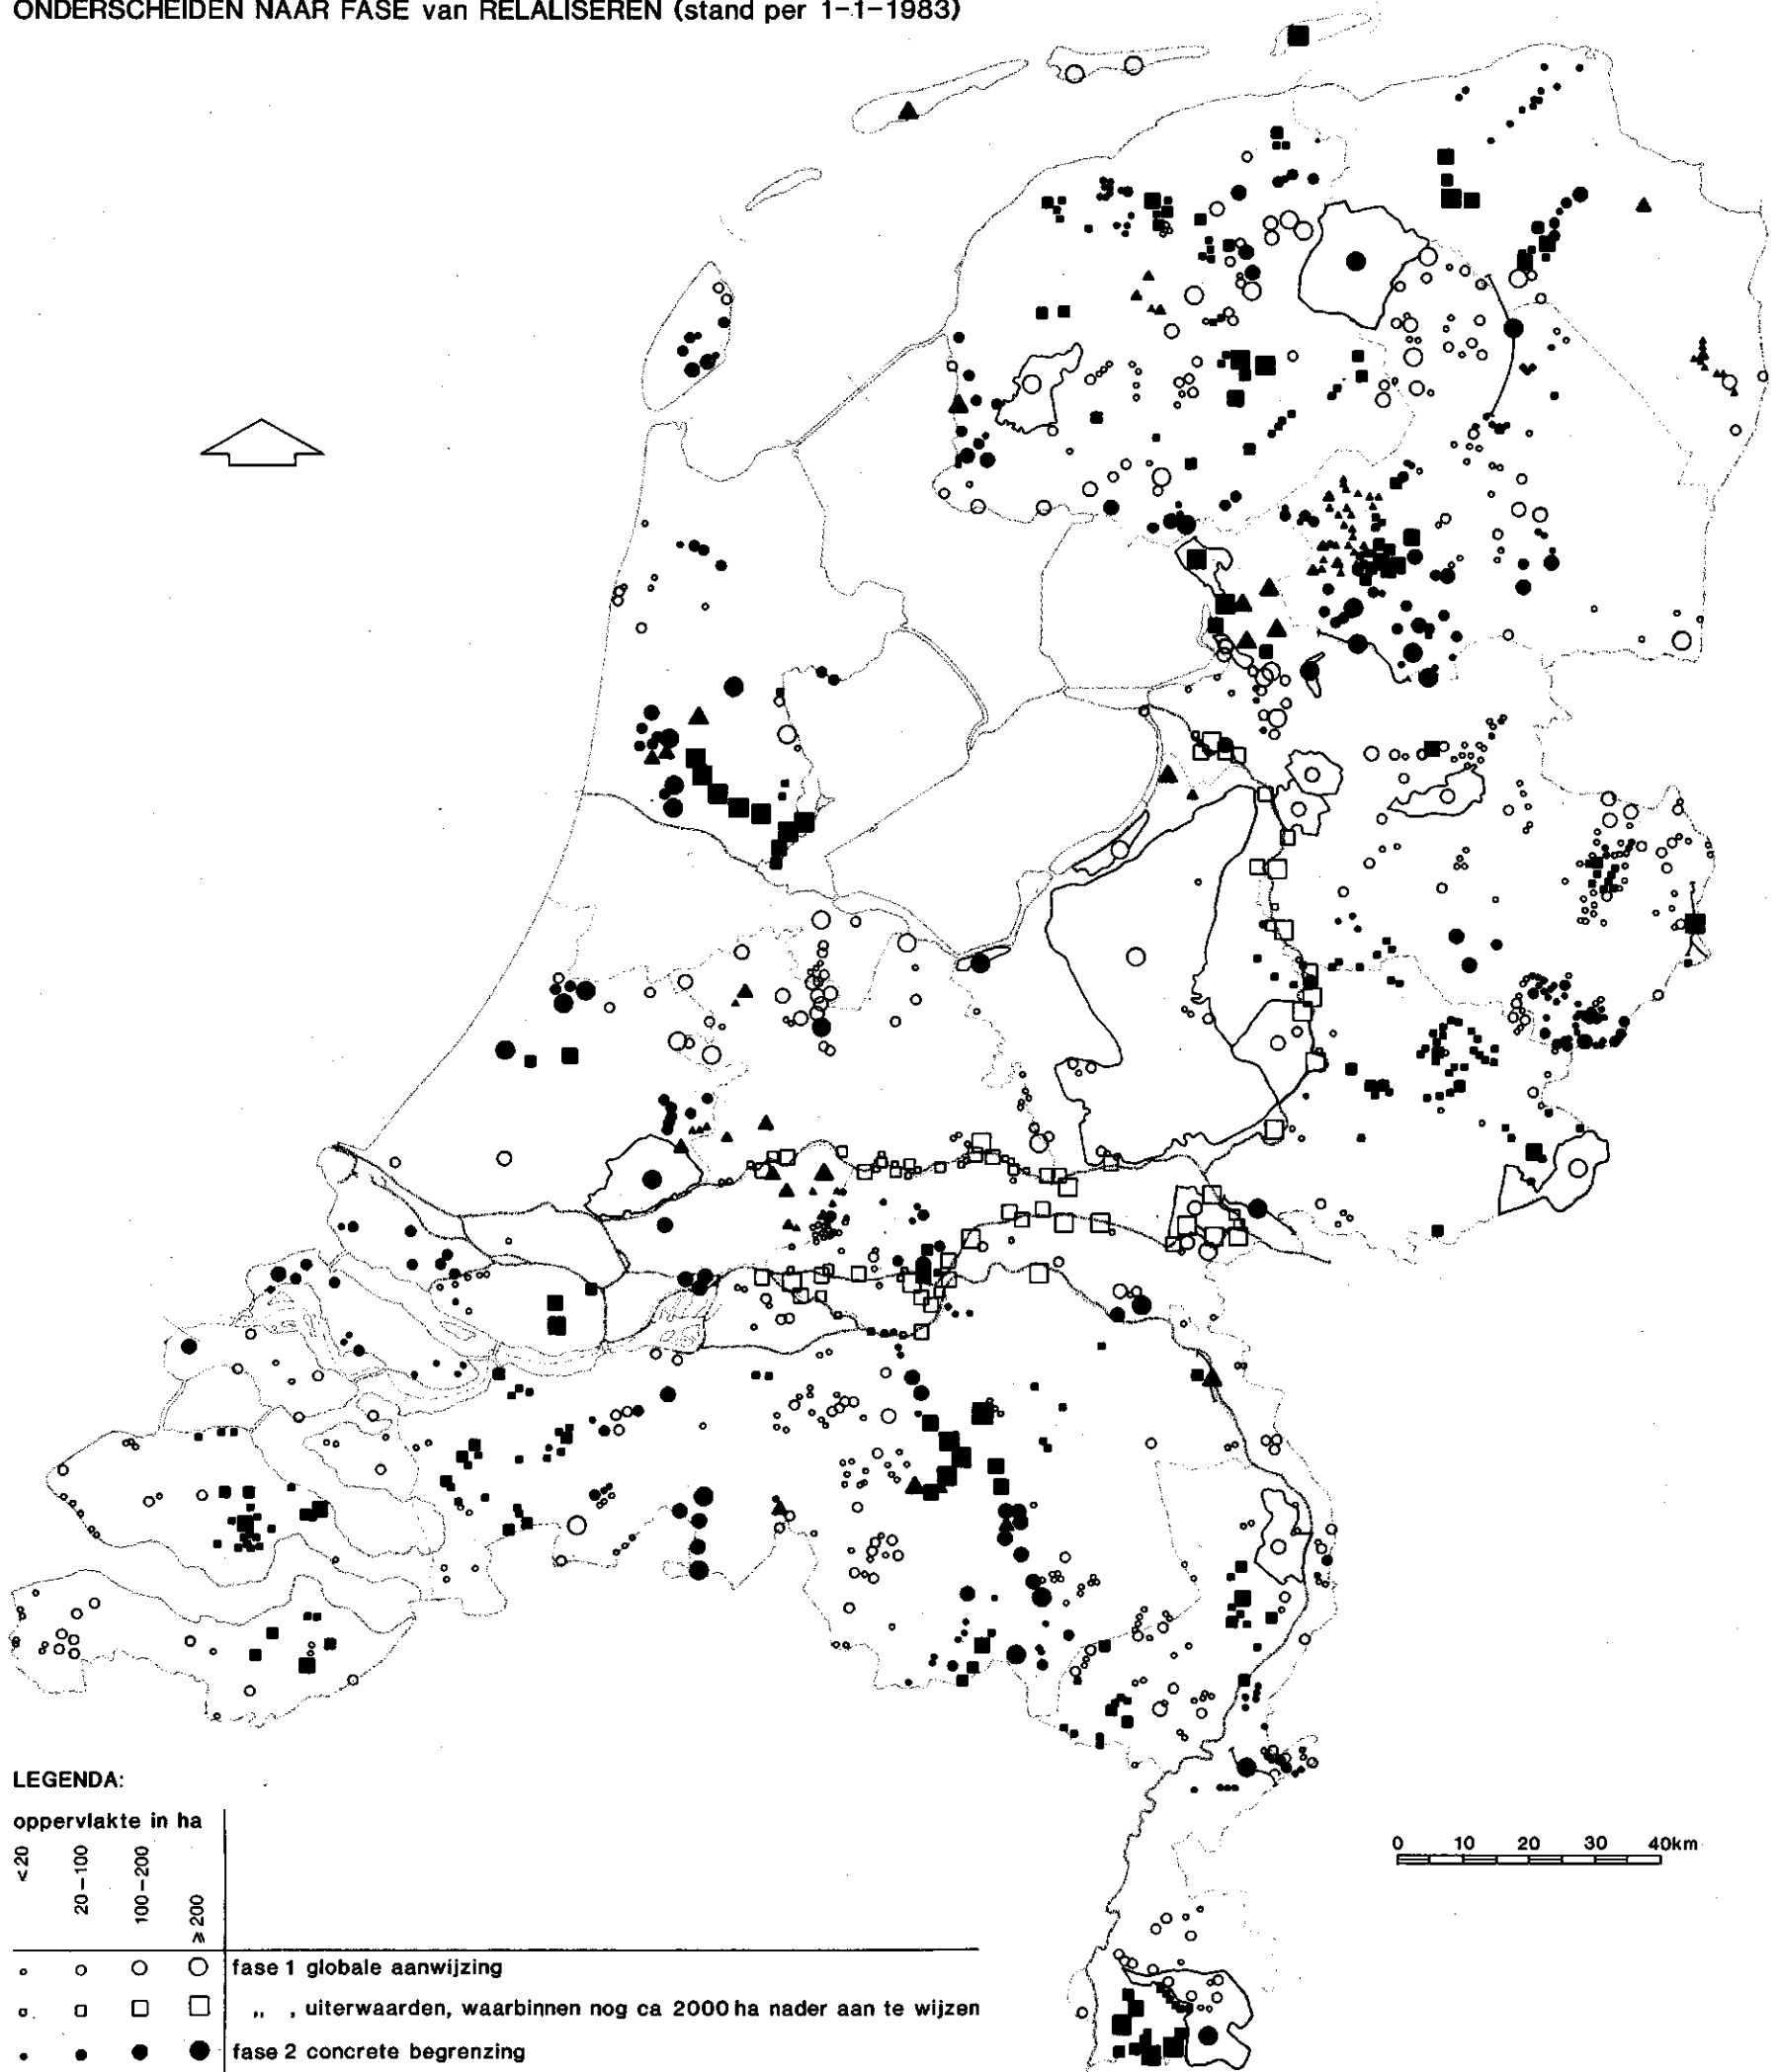 ONDERSCHEIDEN NAAR FASE van RELALISEREN (stand per 1-1-1983)
LEGENDA:
oppervlakte in ha
<20
20-100
100-200
≥200
fase 1 globale aanwijzing
,, , uiterwaarden, waarbinnen nog ca 2000 ha nader aan te wijzen
fase 2 concrete begrenzing
0 10 20 30 40km